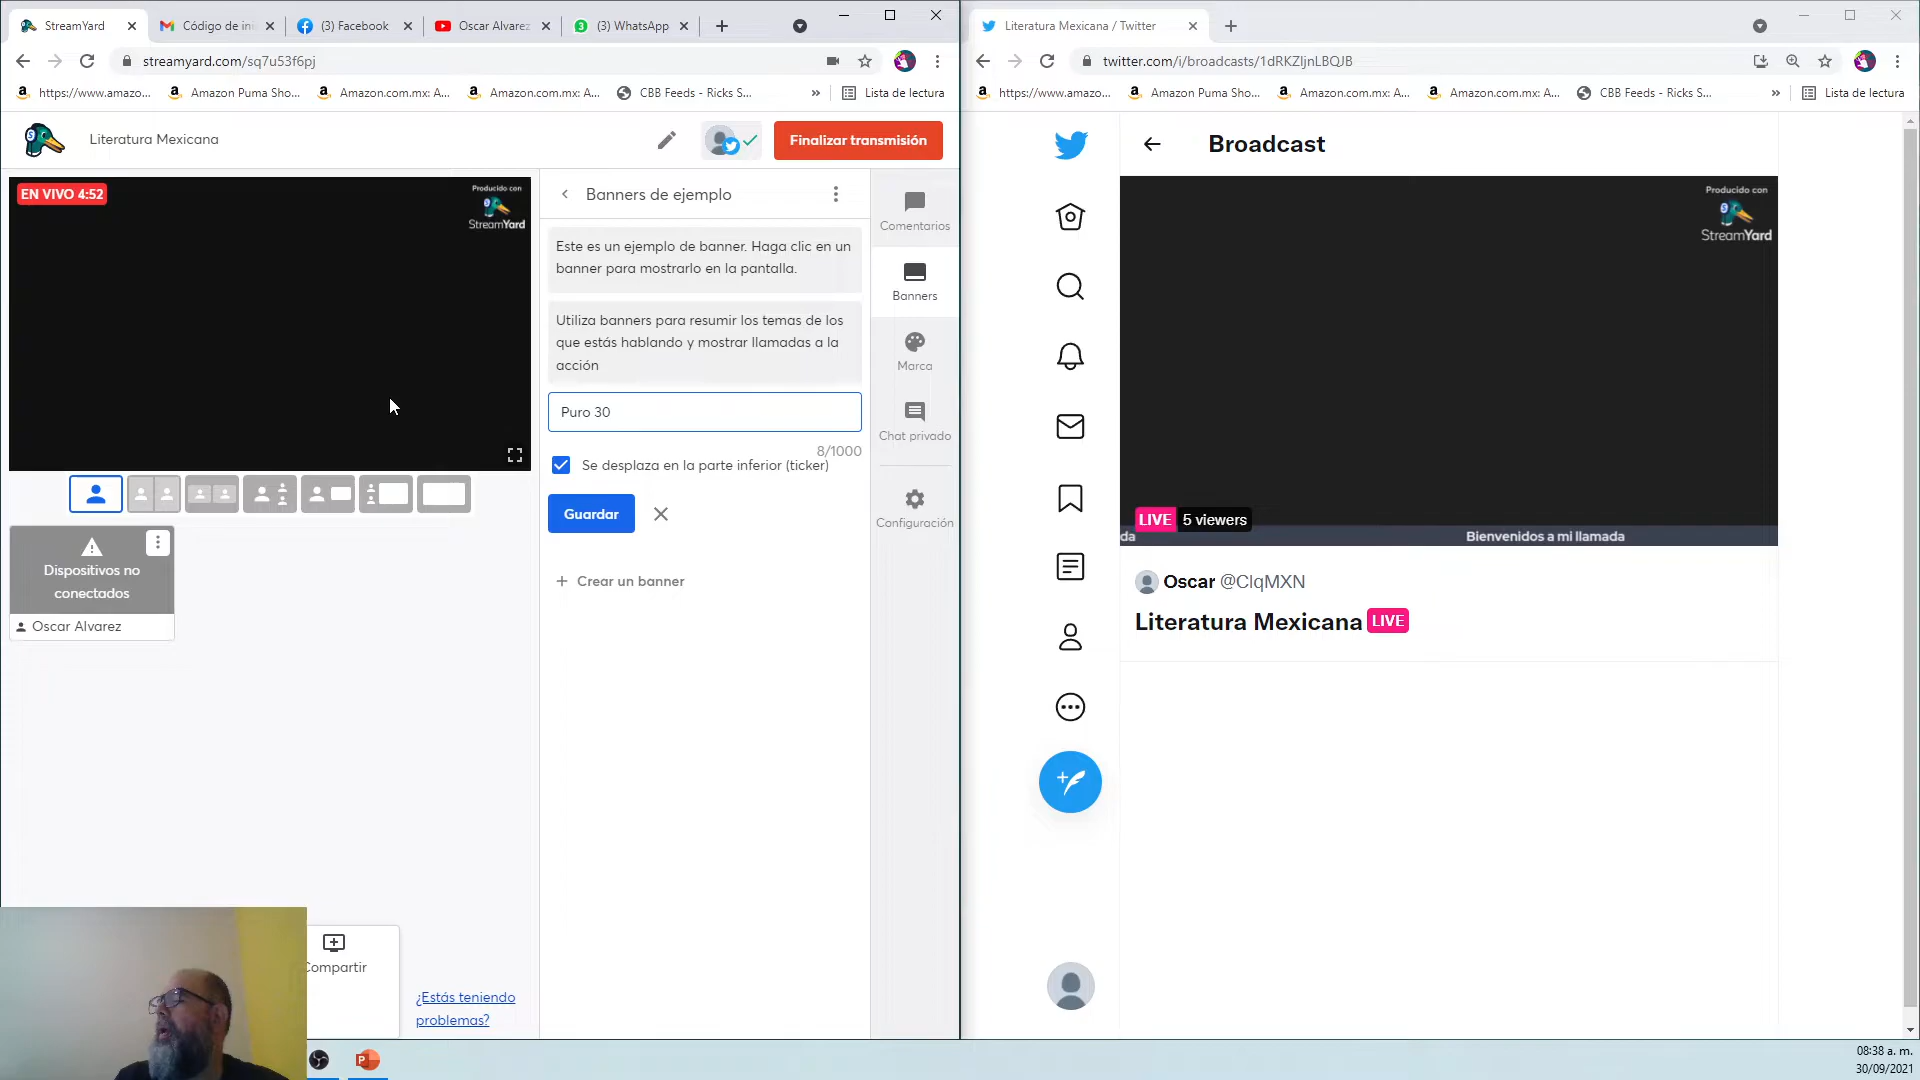 StreamYard
Código de ini
(3) Facebook
Oscar Alvarez
(3) WhatsApp
streamyard.com/sq7u53f6pj
https://www.amazo...
Amazon Puma Sho...
Amazon.com.mx: A...
Amazon.com.mx: A...
CBB Feeds - Ricks S...
»
Lista de lectura
Literatura Mexicana
Finalizar transmisión
EN VIVO 4:52
Producido con
StreamYard
Dispositivos no
conectados
Oscar Alvarez
Compartir
¿Estás teniendo
problemas?
Banners de ejemplo
Este es un ejemplo de banner. Haga clic en un
banner para mostrarlo en la pantalla.
Utiliza banners para resumir los temas de los
que estás hablando y mostrar llamadas a la
acción
Puro 30
8/1000
Se desplaza en la parte inferior (ticker)
Guardar
+ Crear un banner
Comentarios
Banners
Marca
Chat privado
Configuración
Literatura Mexicana / Twitter
twitter.com/i/broadcasts/1dRKZljnLBQJB
https://www.amazo...
Amazon Puma Sho...
Amazon.com.mx: A...
Amazon.com.mx: A...
CBB Feeds - Ricks S...
»
Lista de lectura
Broadcast
Producido con
StreamYard
LIVE 5 viewers
da
Bienvenidos a mi llamada
Oscar @ClqMXN
Literatura Mexicana LIVE
08:38 a. m.
30/09/2021